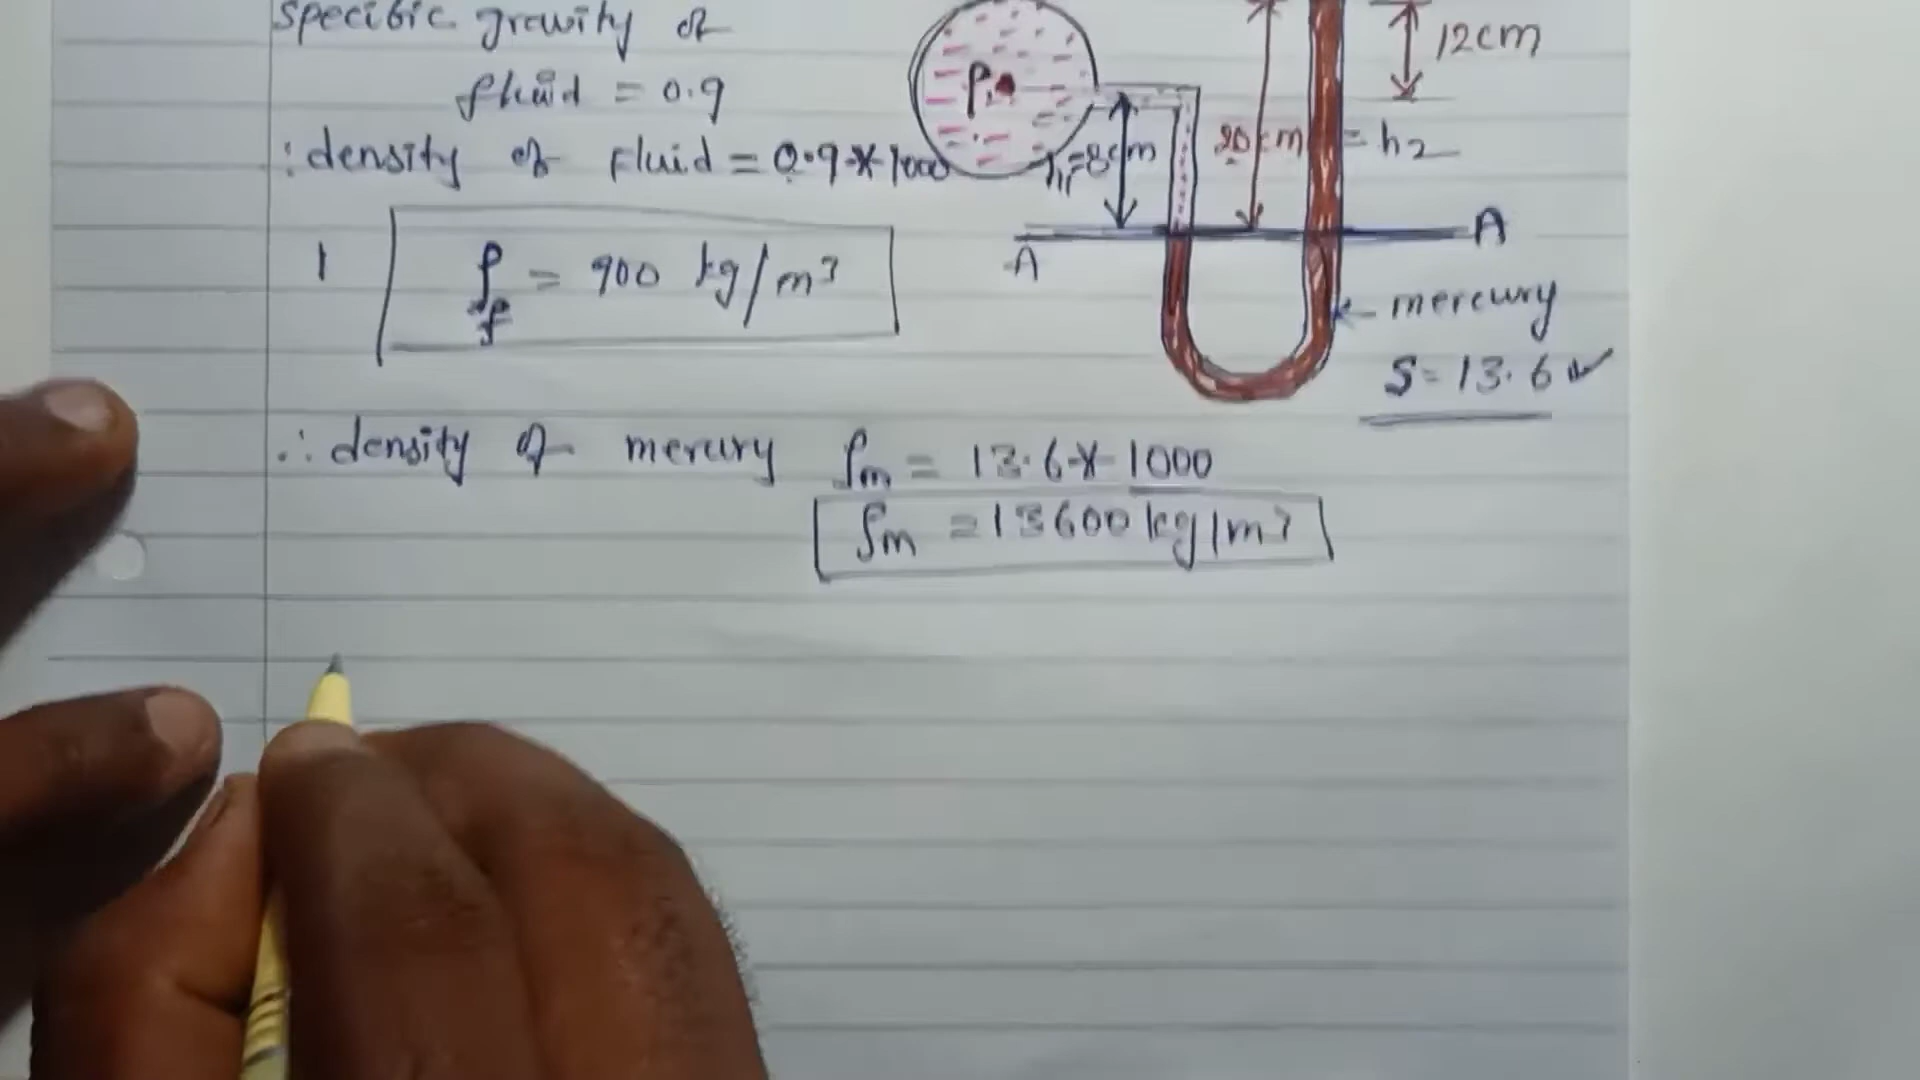 specific gravity of
fluid = 0.9
∴ density of fluid = 0.9 x 1000
1
ρf = 900 kg/m³
∴ density of mercury ρm = 13.6 x 1000
ρm = 13600 kg/m³
P.
12cm
h1=8cm
20cm = h2
A
A
mercury
S = 13.6 ✓